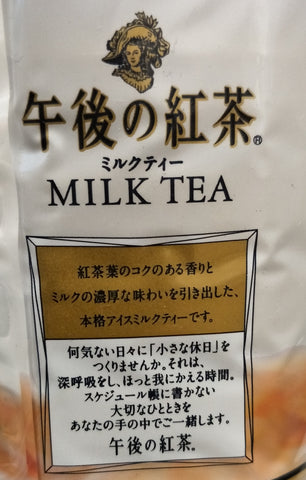 午後の紅茶®
ミルクティー
MILK TEA
紅茶葉のコクのある香りと
ミルクの濃厚な味わいを引き出した、
本格アイスミルクティーです。
何気ない日々に「小さな休日」を
つくりませんか。それは、
深呼吸をし、ほっと我にかえる時間。
スケジュール帳に書かない
大切なひとときを
あなたの手の中でご一緒します。
午後の紅茶®